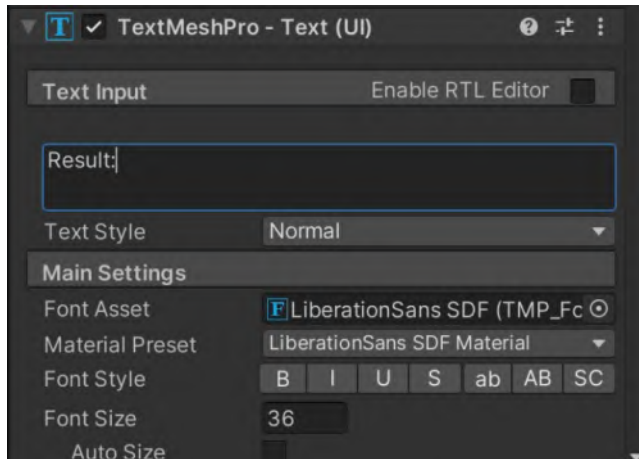 TextMeshPro - Text (UI)
Text Input Enable RTL Editor
Result:
Text Style Normal
Main Settings
Font Asset F LiberationSans SDF (TMP_Fc
Material Preset LiberationSans SDF Material
Font Style B I U S ab AB SC
Font Size 36
Auto Size